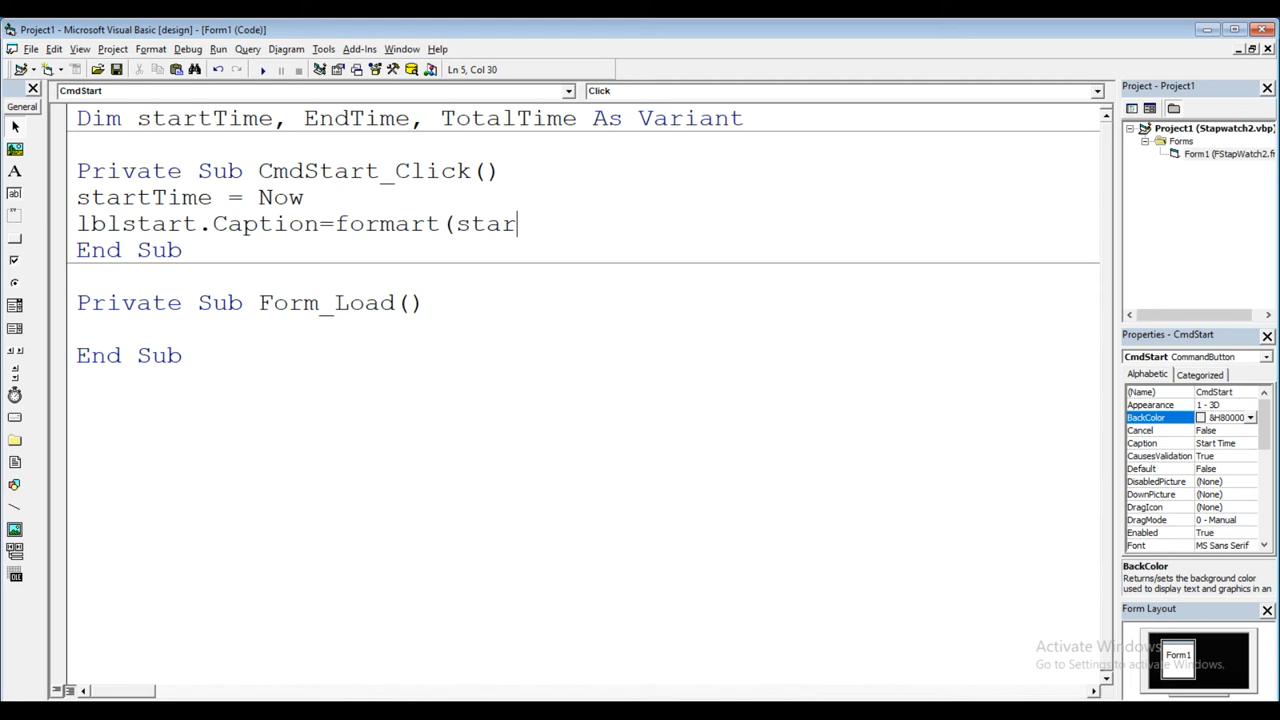 Project1 - Microsoft Visual Basic [design] - [Form1 (Code)]
File Edit View Project Format Debug Run Query Diagram Tools Add-Ins Window Help
Ln 5, Col 30
General
CmdStart
Click
Dim startTime, EndTime, TotalTime As Variant
Private Sub CmdStart_Click()
startTime = Now
lblstart.Caption=formart(star
End Sub
Private Sub Form_Load()
End Sub
Project - Project1
Project1 (Stapwatch2.vbp)
Forms
Form1 (FStapWatch2.fr
Properties - CmdStart
CmdStart CommandButton
Alphabetic Categorized
(Name) CmdStart
Appearance 1 - 3D
BackColor &H80000
Cancel False
Caption Start Time
CausesValidation True
Default False
DisabledPicture (None)
DownPicture (None)
DragIcon (None)
DragMode 0 - Manual
Enabled True
Font MS Sans Serif
BackColor
Returns/sets the background color
used to display text and graphics in an
Form Layout
Form1
Activate Windows
Go to Settings to activate Windows.